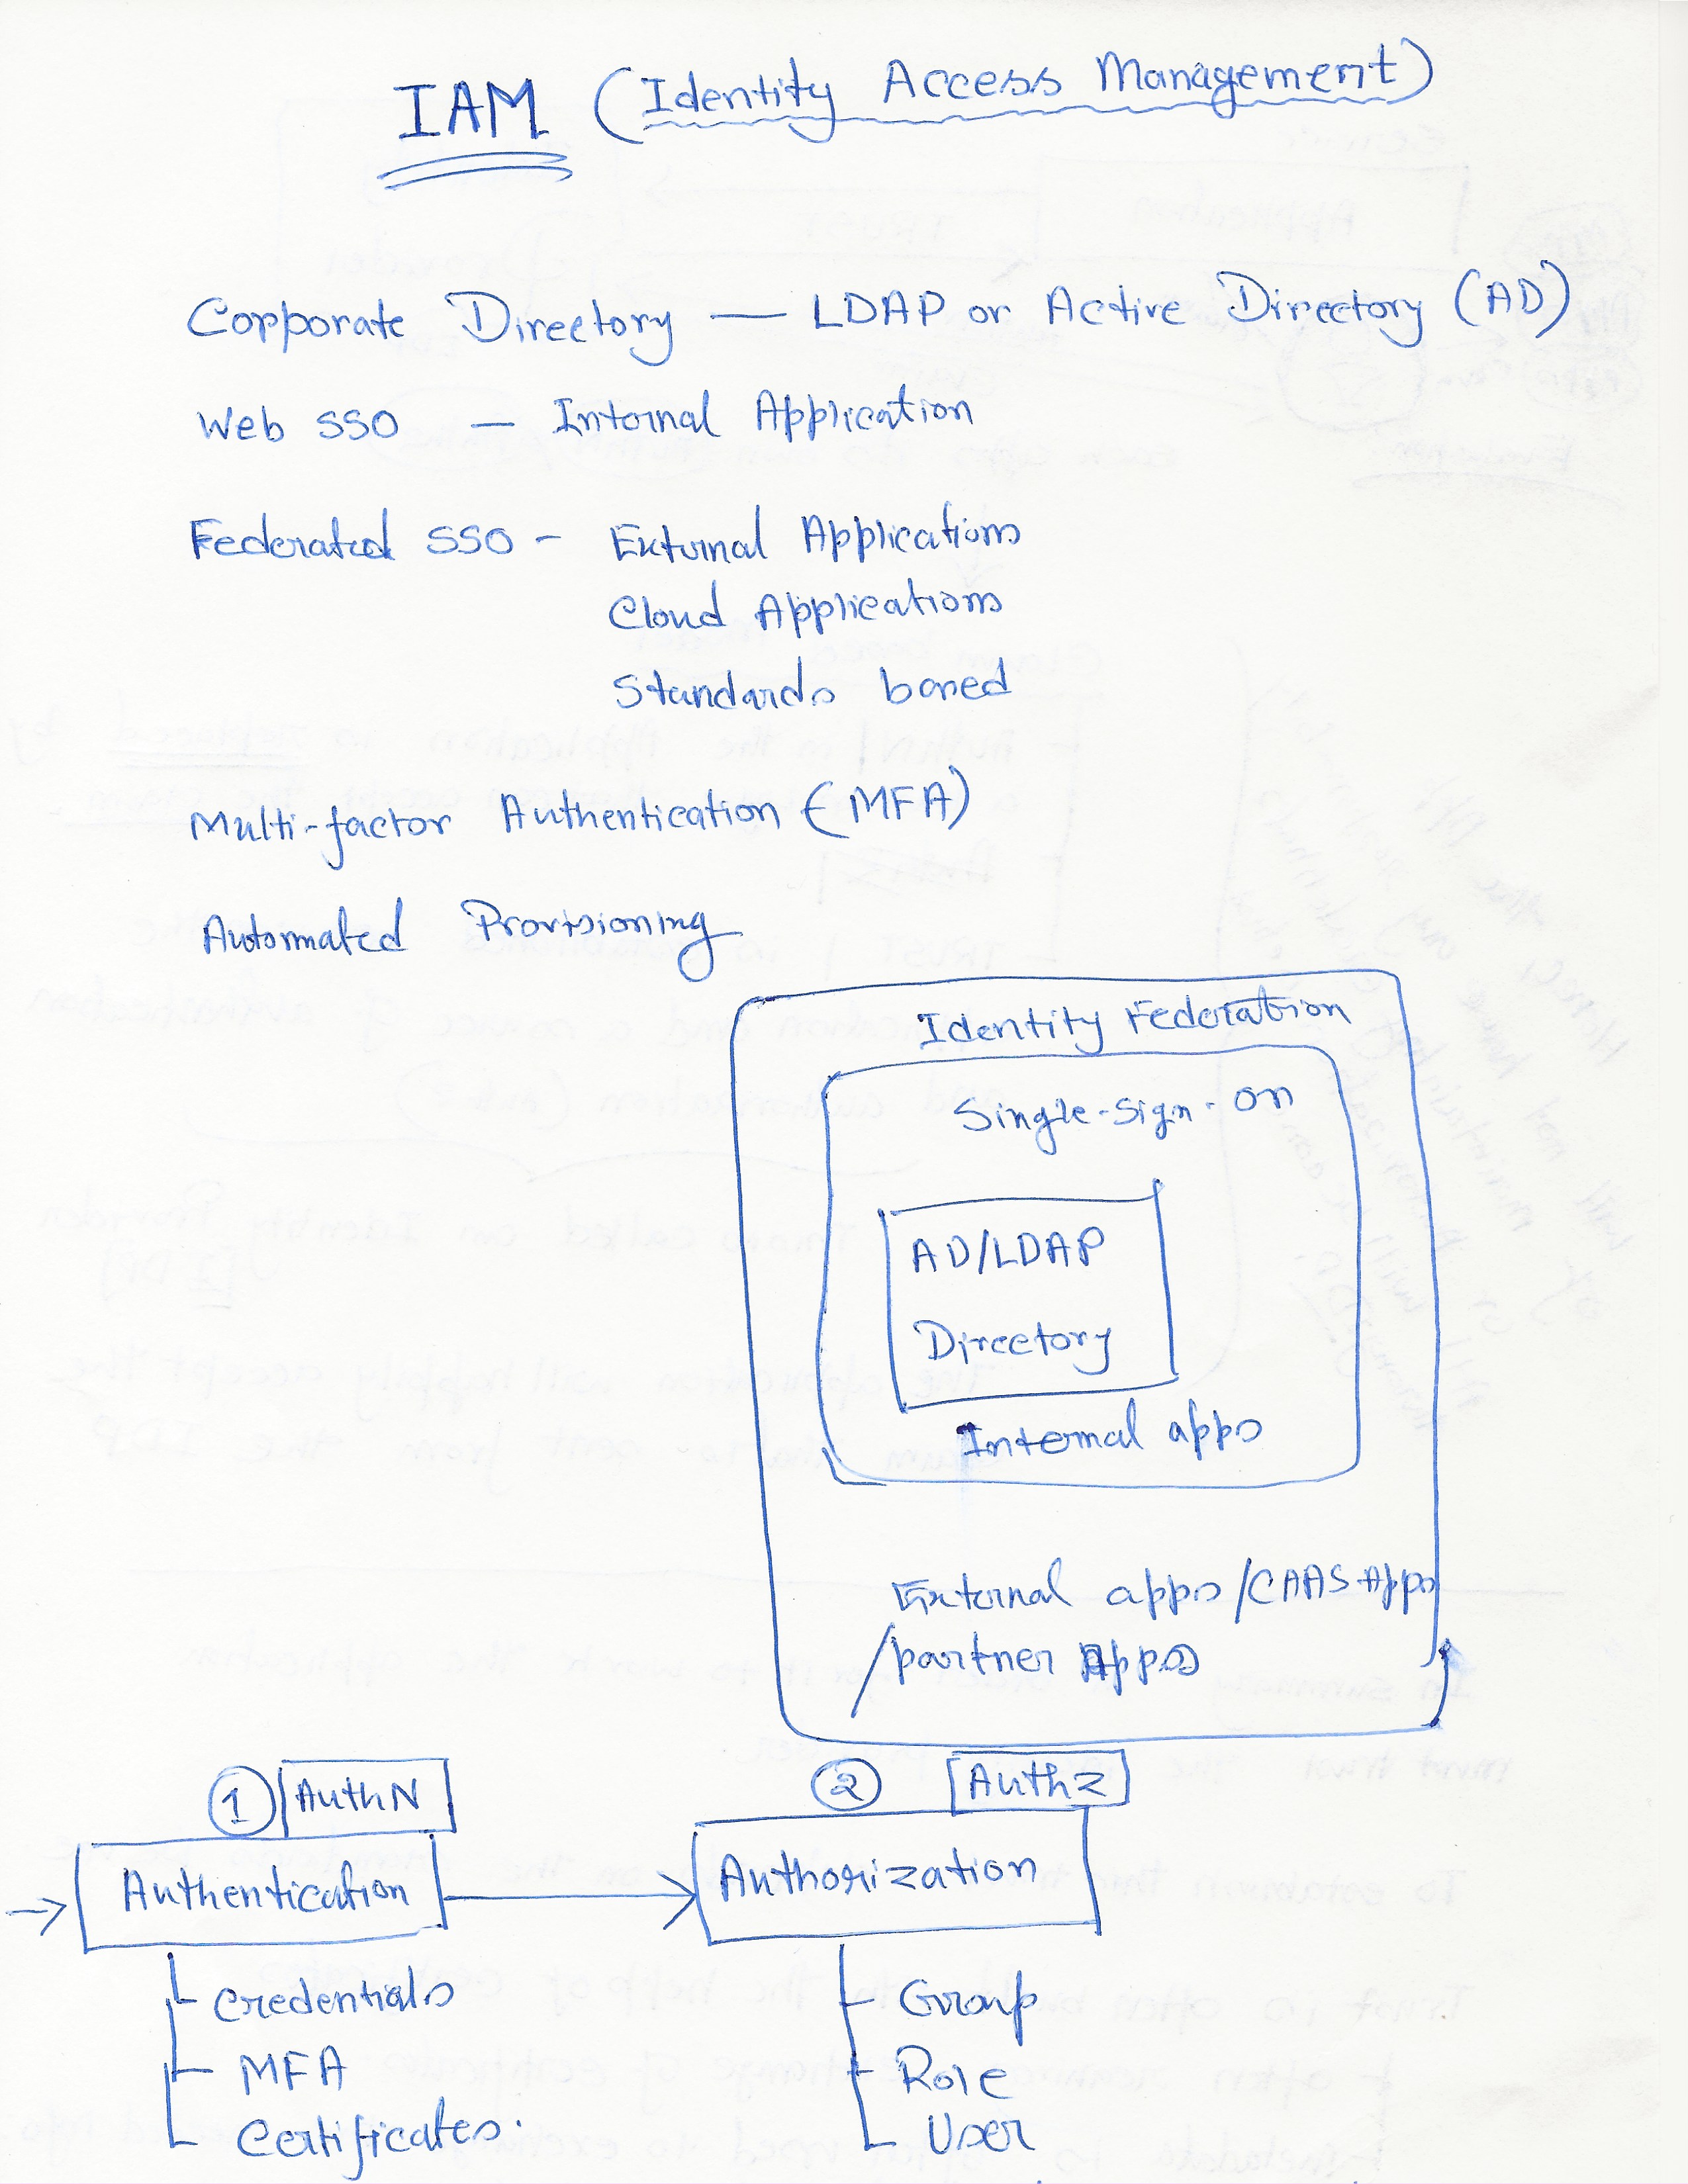 IAM (Identity Access Management)
Corporate Directory — LDAP or Active Directory (AD)
Web SSO — Internal Application
Federated SSO - External Applications
Cloud Applications
Standards based
Multi-factor Authentication (MFA)
Automated Provisioning
Identity Federation
Single-Sign-On
AD/LDAP
Directory
Internal apps
External apps/CAAS Apps
/partner Apps
1 AuthN
Authentication
Credentials
MFA
Certificates.
2 AuthZ
Authorization
Group
Role
User